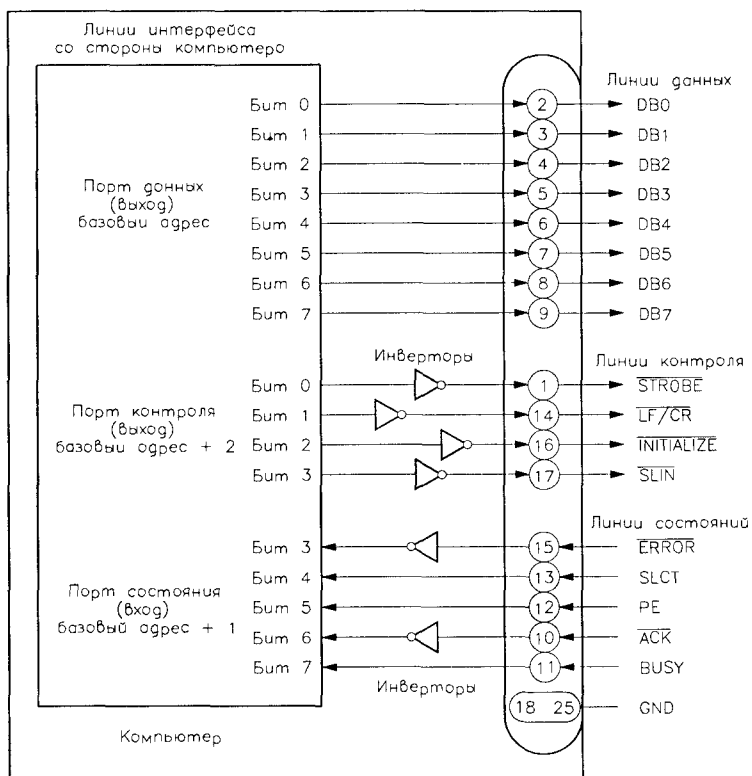 Линии интерфейса
со стороны компьютеро
Линии данных
Бит 0 2 DB0
Бит 1 3 DB1
Бит 2 4 DB2
Порт данных
(выход)
базовый адрес
Бит 3 5 DB3
Бит 4 6 DB4
Бит 5 7 DB5
Бит 6 8 DB6
Бит 7 9 DB7
Инверторы
Линии контроля
Бит 0 1 STROBE
Порт контроля
(выход)
базовый адрес + 2
Бит 1 14 LF/CR
Бит 2 16 INITIALIZE
Бит 3 17 SLIN
Линии состояний
Бит 3 15 ERROR
Бит 4 13 SLCT
Порт состояния
(вход)
базовый адрес + 1
Бит 5 12 PE
Бит 6 10 ACK
Бит 7 11 BUSY
Инверторы
18 25 GND
Компьютер